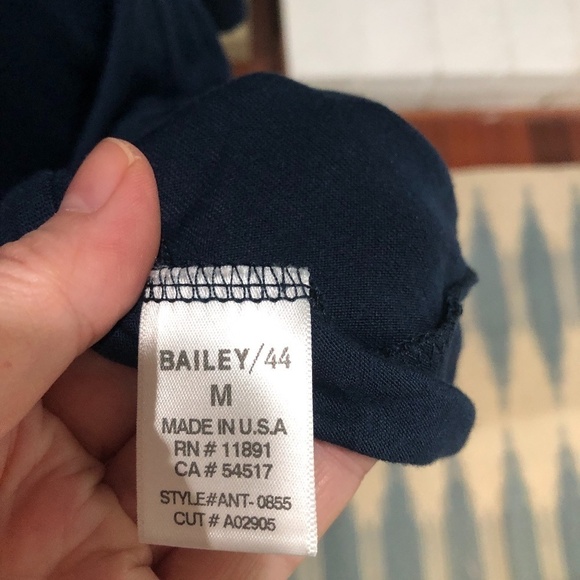 BAILEY/44
M
MADE IN U.S.A
RN # 11891
CA # 54517
STYLE#ANT-0855
CUT # A02905